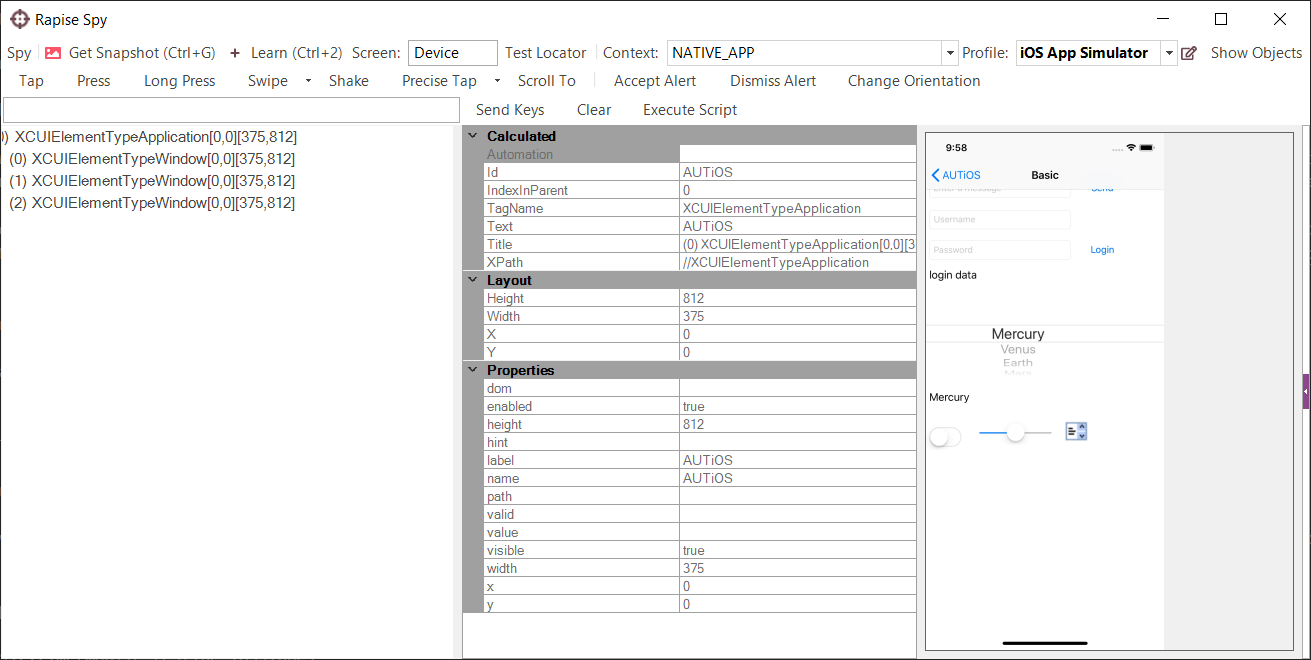 Rapise Spy
Spy Get Snapshot (Ctrl+G) + Learn (Ctrl+2) Screen: Device Test Locator Context: NATIVE_APP Profile: iOS App Simulator Show Objects
Tap Press Long Press Swipe Shake Precise Tap Scroll To Accept Alert Dismiss Alert Change Orientation
Send Keys Clear Execute Script
) XCUIElementTypeApplication[0,0][375,812]
(0) XCUIElementTypeWindow[0,0][375,812]
(1) XCUIElementTypeWindow[0,0][375,812]
(2) XCUIElementTypeWindow[0,0][375,812]
Calculated
Automation
Id AUTiOS
IndexInParent 0
TagName XCUIElementTypeApplication
Text AUTiOS
Title (0) XCUIElementTypeApplication[0,0][3
XPath //XCUIElementTypeApplication
Layout
Height 812
Width 375
X 0
Y 0
Properties
dom
enabled true
height 812
hint
label AUTiOS
name AUTiOS
path
valid
value
visible true
width 375
x 0
y 0
9:58
AUTiOS Basic
Enter a message Send
Username
Password Login
login data
Mercury
Venus
Earth
Mars
Mercury